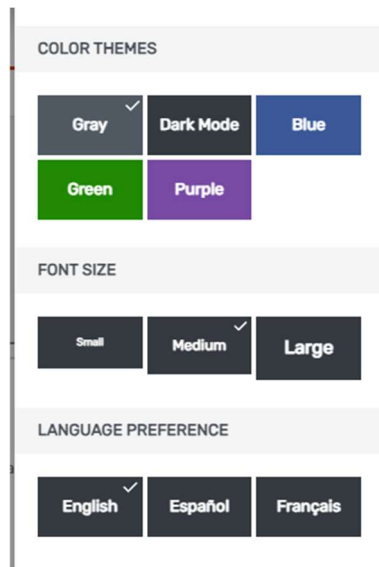 COLOR THEMES
Gray Dark Mode Blue
Green Purple
FONT SIZE
Small Medium Large
LANGUAGE PREFERENCE
English Español Français